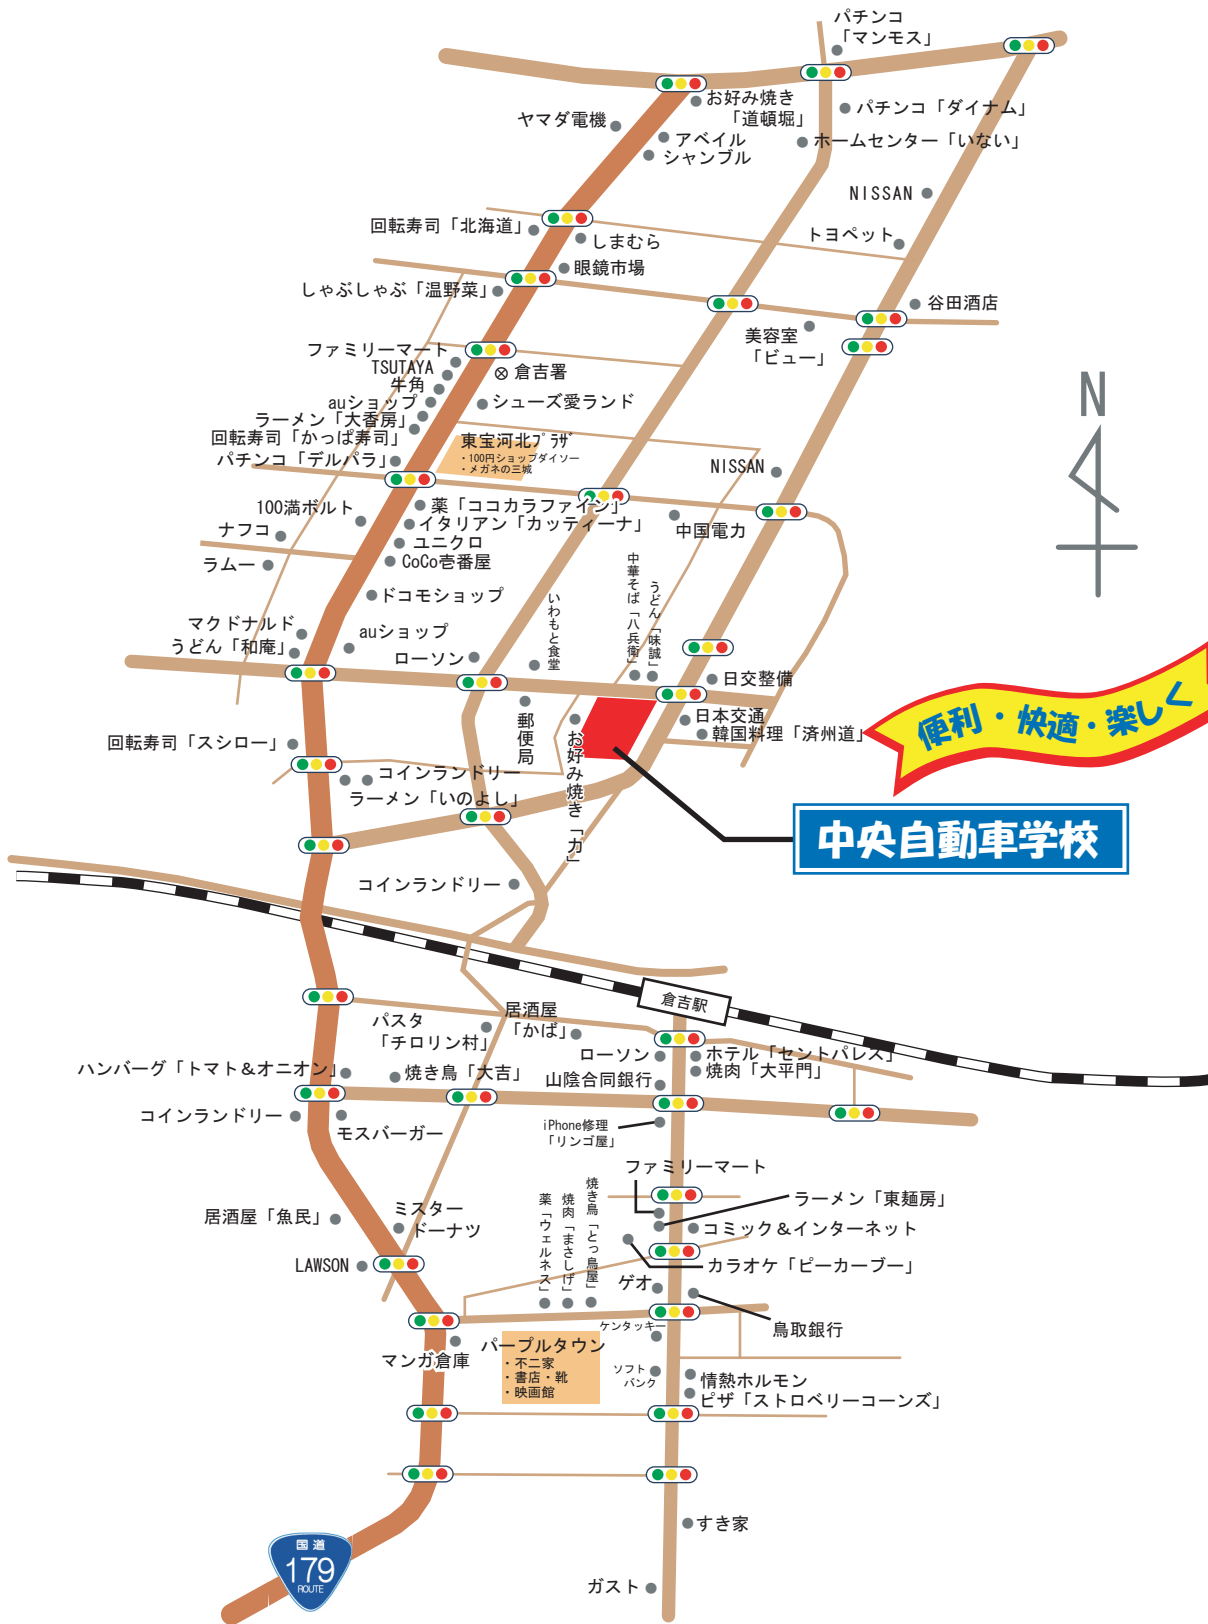 パチンコ
「マンモス」
お好み焼き
「道頓堀」
パチンコ「ダイナム」
ヤマダ電機
アベイル
シャンブル
ホームセンター「いない」
NISSAN
回転寿司「北海道」
しまむら
トヨペット
眼鏡市場
しゃぶしゃぶ「温野菜」
谷田酒店
美容室
「ビュー」
ファミリーマート
TSUTAYA
牛角
auショップ
ラーメン「大香房」
回転寿司「かっぱ寿司」
パチンコ「デルパラ」
倉吉署
シューズ愛ランド
東宝河北プラザ
・100円ショップダイソー
・メガネの三城
NISSAN
N
100満ボルト
ナフコ
ラムー
薬「ココカラファイン」
イタリアン「カッティーナ」
ユニクロ
CoCo壱番屋
中国電力
ドコモショップ
いわもと食堂
中華そば「八兵衛」
うどん「味誠」
マクドナルド
うどん「和庵」
auショップ
ローソン
日交整備
郵便局
お好み焼き「力」
日本交通
韓国料理「済州道」
便利・快適・楽しく
回転寿司「スシロー」
コインランドリー
ラーメン「いのよし」
中央自動車学校
コインランドリー
倉吉駅
居酒屋
「かば」
パスタ
「チロリン村」
ローソン
ホテル「セントパレス」
焼肉「大平門」
ハンバーグ「トマト＆オニオン」
焼き鳥「大吉」
山陰合同銀行
コインランドリー
モスバーガー
iPhone修理
「リンゴ屋」
ファミリーマート
ラーメン「東麺房」
コミック＆インターネット
カラオケ「ピーカーブー」
居酒屋「魚民」
ミスター
ドーナツ
薬「ウェルネス」
焼肉「まさしげ」
焼き鳥「とっ鳥屋」
LAWSON
ゲオ
鳥取銀行
ケンタッキー
マンガ倉庫
パープルタウン
・不二家
・書店・靴
・映画館
ソフト
バンク
情熱ホルモン
ピザ「ストロベリーコーンズ」
すき家
国道
179
ROUTE
ガスト